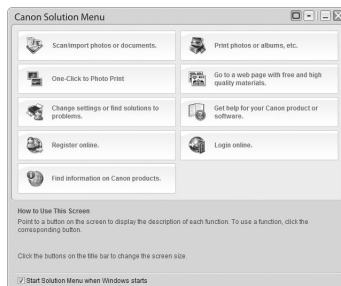 Canon Solution Menu
Scan/import photos or documents.
Print photos or albums, etc.
One-Click to Photo Print
Go to a web page with free and high
quality materials.
Change settings or find solutions to
problems.
Get help for your Canon product or
software.
Register online.
Login online.
Find information on Canon products.
How to Use This Screen
Point to a button on the screen to display the description of each function. To use a function, click the
corresponding button.
Click the buttons on the title bar to change the screen size.
Start Solution Menu when Windows starts